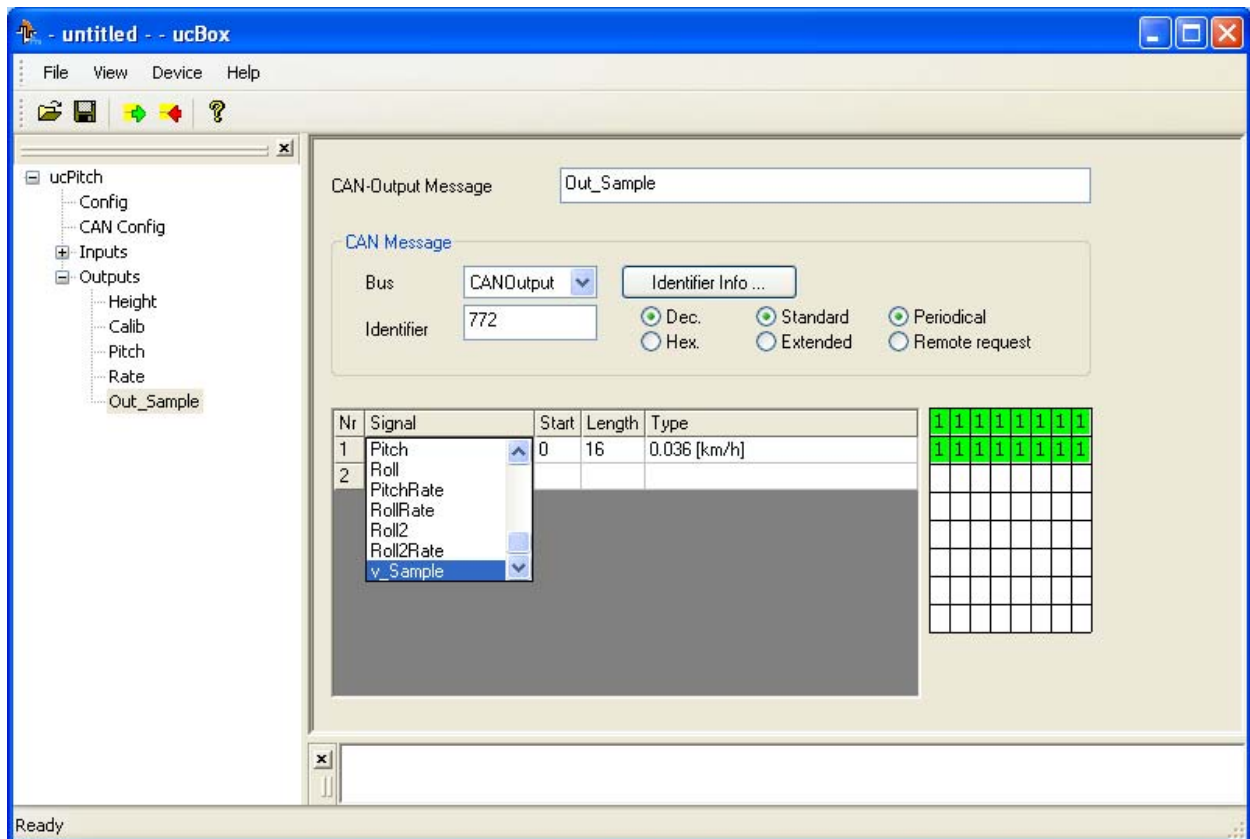 - untitled - - ucBox
File View Device Help
ucPitch
Config
CAN Config
Inputs
Outputs
Height
Calib
Pitch
Rate
Out_Sample
CAN-Output Message Out_Sample
CAN Message
Bus CANOutput Identifier Info ...
Identifier 772 Dec. Standard Periodical
Hex. Extended Remote request
Nr Signal Start Length Type
1 Pitch 0 16 0.036 [km/h]
2 Roll
PitchRate
RollRate
Roll2
Roll2Rate
v_Sample
1 1 1 1 1 1 1 1
1 1 1 1 1 1 1 1
Ready